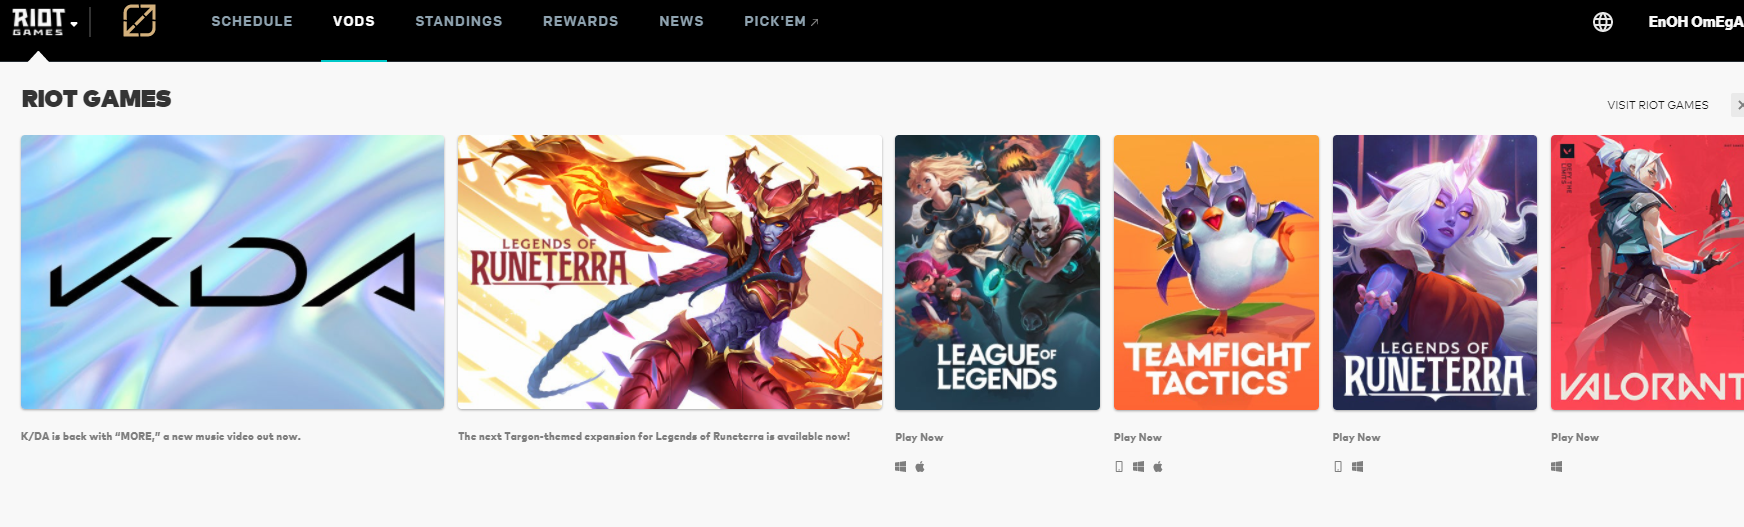 RIOT
GAMES
SCHEDULE
VODS
STANDINGS
REWARDS
NEWS
PICK'EM
EnOH OmEgA
RIOT GAMES
VISIT RIOT GAMES
K/DA
LEGENDS OF
RUNETERRA
LEAGUE OF
LEGENDS
TEAMFIGHT
TACTICS
LEGENDS OF
RUNETERRA
VALORANT
K/DA is back with “MORE,” a new music video out now.
The next Targon-themed expansion for Legends of Runeterra is available now!
Play Now
Play Now
Play Now
Play Now